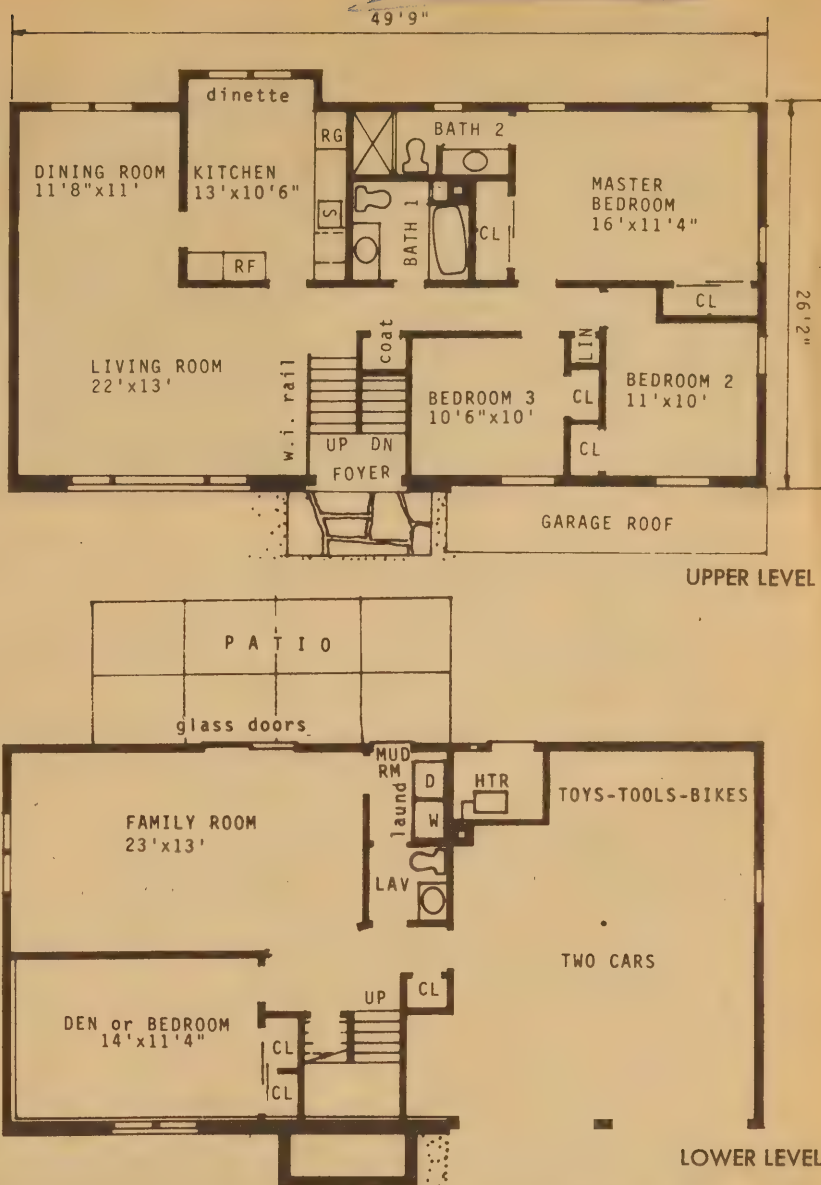 49'9"
dinette
RG
BATH 2
DINING ROOM
11'8"x11'
KITCHEN
13'x10'6"
MASTER
BEDROOM
16'x11'4"
S
BATH 1
CL
RF
CL
26'2"
coat
LIN
LIVING ROOM
22'x13'
w.i. rail
BEDROOM 3
10'6"x10'
CL
BEDROOM 2
11'x10'
UP DN
CL
FOYER
GARAGE ROOF
UPPER LEVEL
PATIO
glass doors
MUD
RM
laund
D
W
HTR
TOYS-TOOLS-BIKES
FAMILY ROOM
23'x13'
LAV
TWO CARS
UP
CL
DEN or BEDROOM
14'x11'4"
CL
CL
LOWER LEVEL